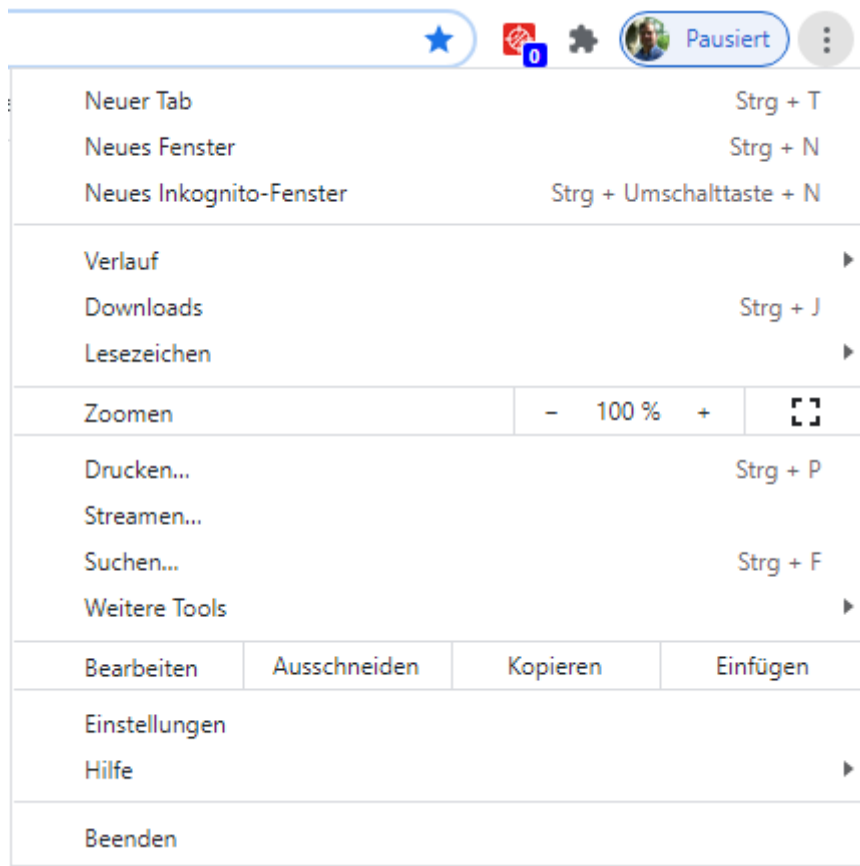 0 Pausiert
Neuer Tab Strg + T
Neues Fenster Strg + N
Neues Inkognito-Fenster Strg + Umschalttaste + N
Verlauf
Downloads Strg + J
Lesezeichen
Zoomen - 100 % +
Drucken... Strg + P
Streamen...
Suchen... Strg + F
Weitere Tools
Bearbeiten Ausschneiden Kopieren Einfügen
Einstellungen
Hilfe
Beenden